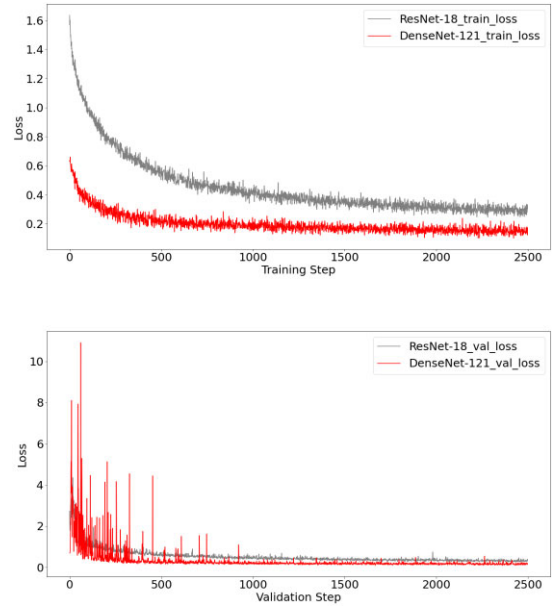 1.6
1.4
1.2
1.0
0.8
0.6
0.4
0.2
Loss
ResNet-18_train_loss
DenseNet-121_train_loss
0 500 1000 1500 2000 2500
Training Step
10
8
6
4
2
0
Loss
ResNet-18_val_loss
DenseNet-121_val_loss
0 500 1000 1500 2000 2500
Validation Step